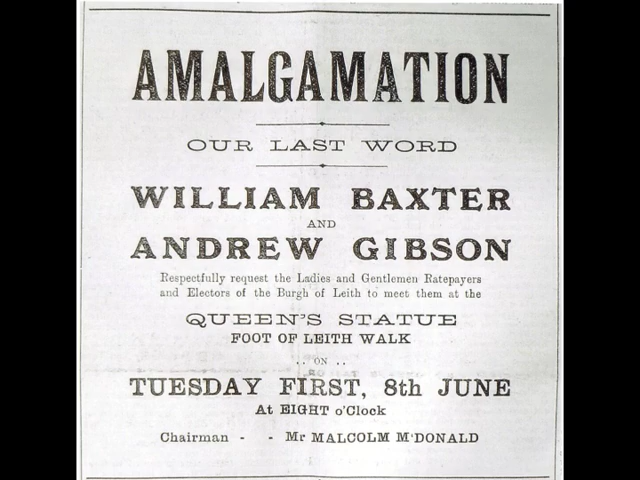 AMALGAMATION
OUR LAST WORD
WILLIAM BAXTER
AND
ANDREW GIBSON
Respectfully request the Ladies and Gentlemen Ratepayers
and Electors of the Burgh of Leith to meet them at the
QUEEN'S STATUE
FOOT OF LEITH WALK
.. ON ..
TUESDAY FIRST, 8th JUNE
At EIGHT o'Clock
Chairman - - Mr MALCOLM M'DONALD